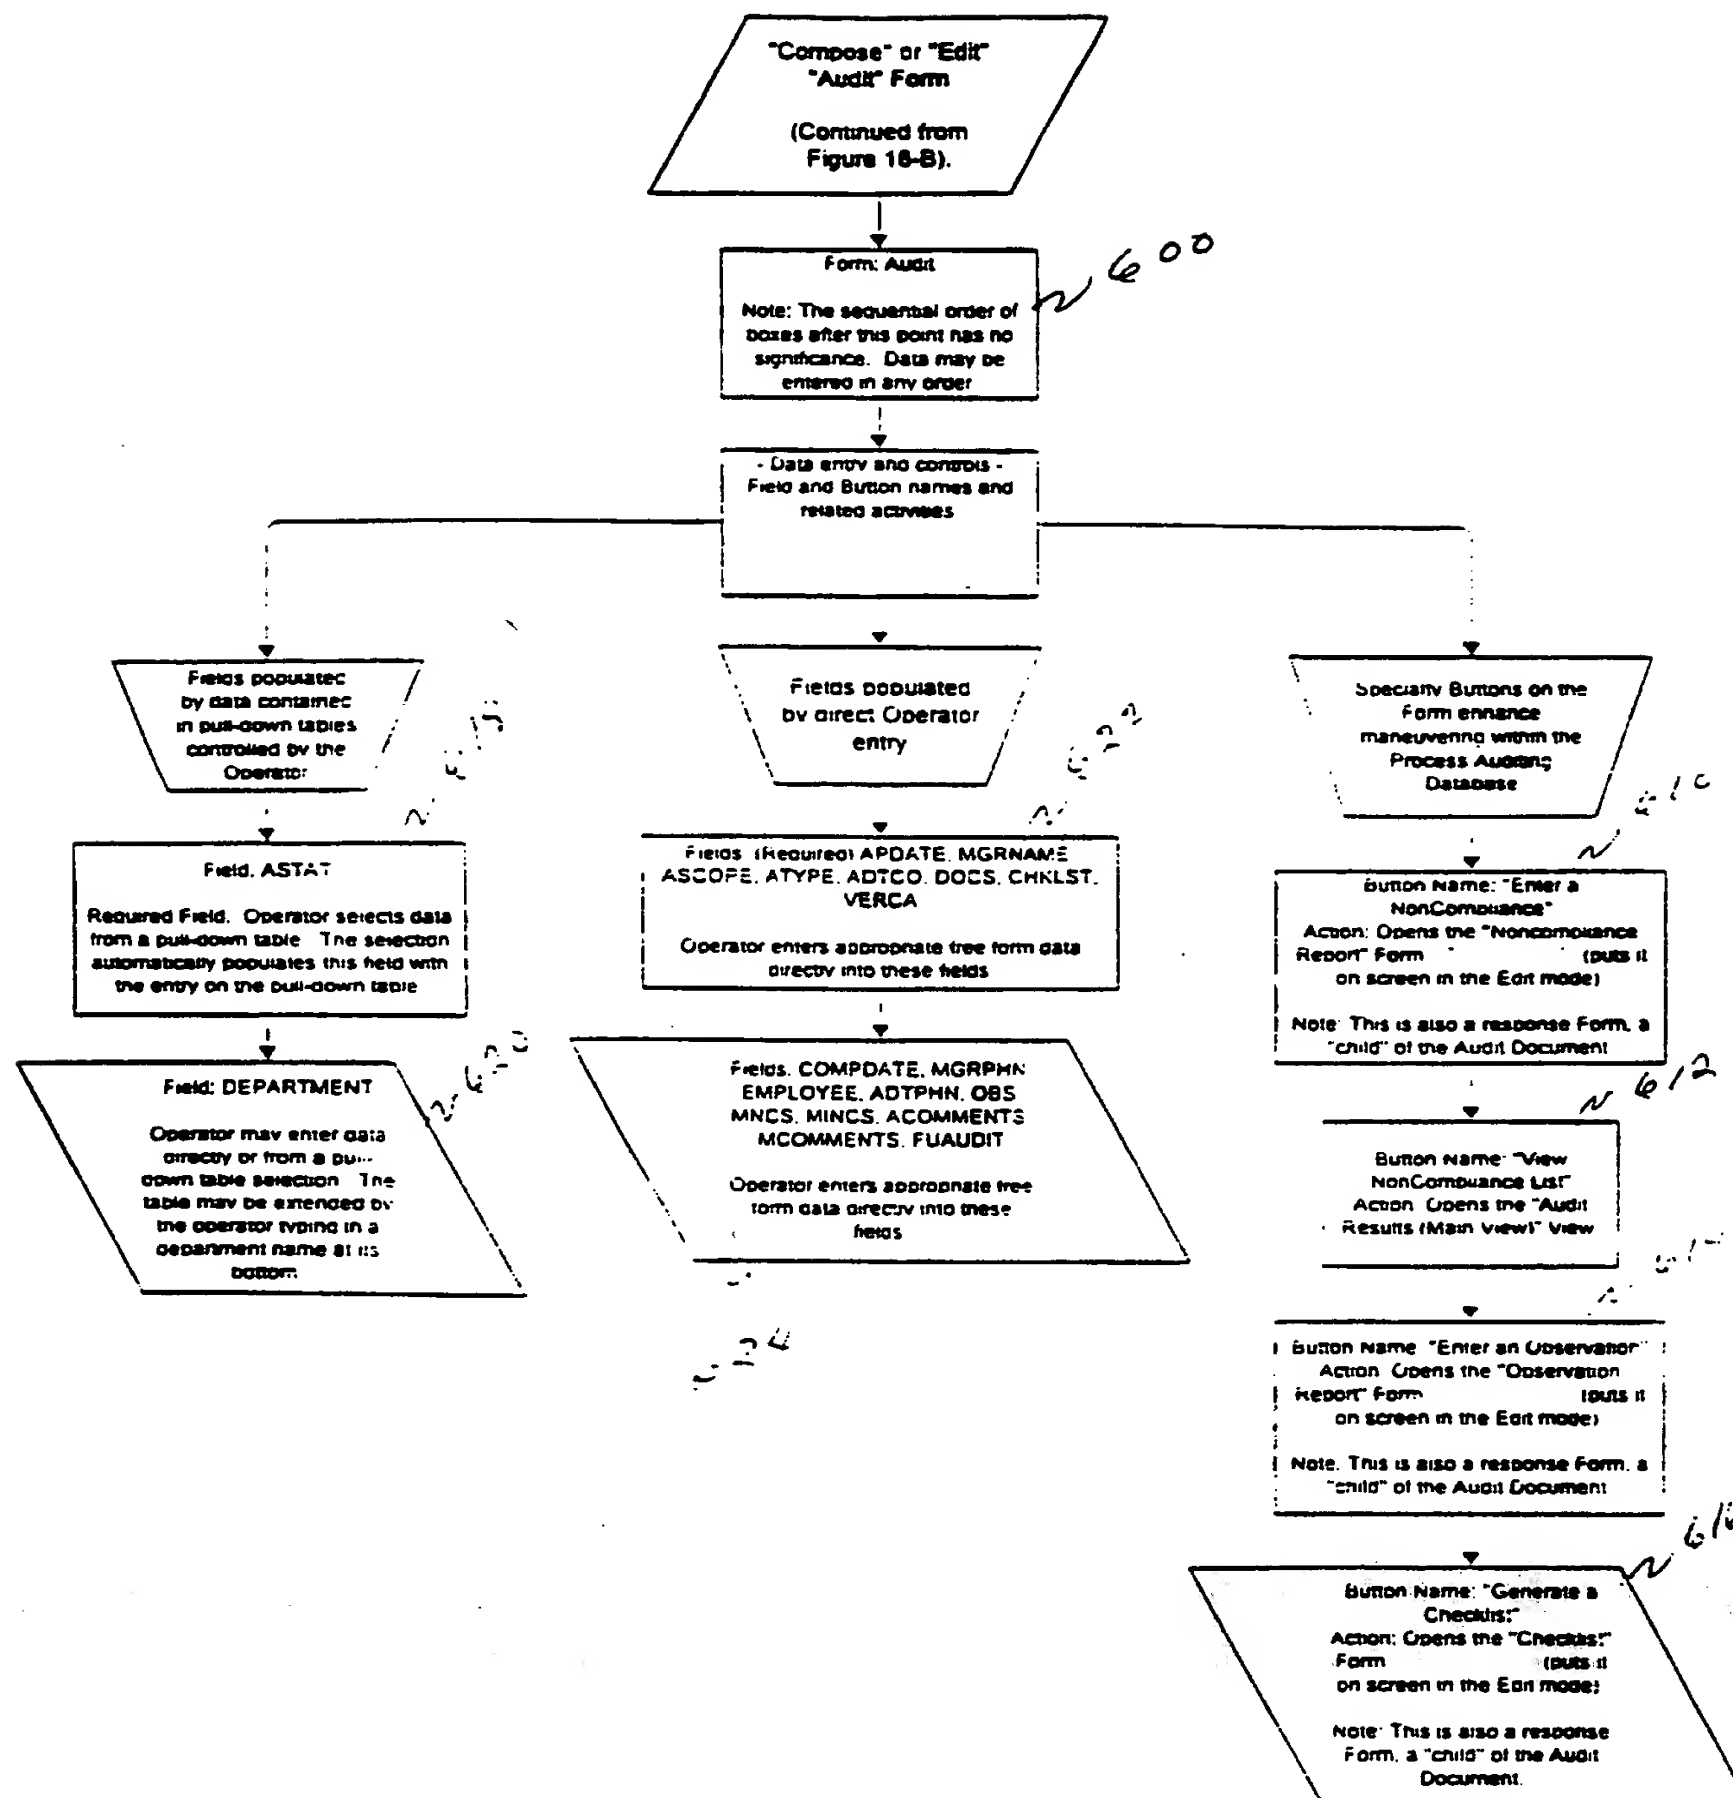 "Compose" or "Edit"
"Audit" Form
(Continued from
Figure 16-B).
Form: Audit
Note: The sequential order of
boxes after this point has no
significance. Data may be
entered in any order
600
- Data entry and controls -
Field and Button names and
related activities
Fields populated
by data contained
in pull-down tables
controlled by the
Operator
Field. ASTAT
Required Field. Operator selects data
from a pull-down table The selection
automatically populates this field with
the entry on the pull-down table
Field: DEPARTMENT
Operator may enter data
directly or from a pull-
down table selection The
table may be extended by
the operator typing in a
department name at its
bottom.
630
Fields populated
by direct Operator
entry
622
Fields (Required) APDATE, MGRNAME
ASCOPE, ATYPE, ADTCO, DOCS, CHKLST,
VERCA
Operator enters appropriate free form data
directly into these fields
Fields. COMPDATE, MGRPHN
EMPLOYEE, ADTPHN, OBS
MNCS, MINCS, ACOMMENTS
MCOMMENTS, FUAUDIT
Operator enters appropriate free
form data directly into these
fields
Specialty Buttons on the
Form enhance
maneuvering within the
Process Auditing
Database
610
Button Name: "Enter a
NonCompliance"
Action: Opens the "Noncompliance
Report" Form (puts it
on screen in the Edit mode)
Note: This is also a response Form, a
"child" of the Audit Document
612
Button Name: "View
NonCompliance List"
Action Opens the "Audit
Results (Main View)" View
Button Name "Enter an Observation"
Action Opens the "Observation
Report" Form (puts it
on screen in the Edit mode)
Note. This is also a response Form, a
"child" of the Audit Document
Button Name: "Generate a
Checklist"
Action: Opens the "Checklist"
Form (puts it
on screen in the Edit mode)
Note: This is also a response
Form, a "child" of the Audit
Document.